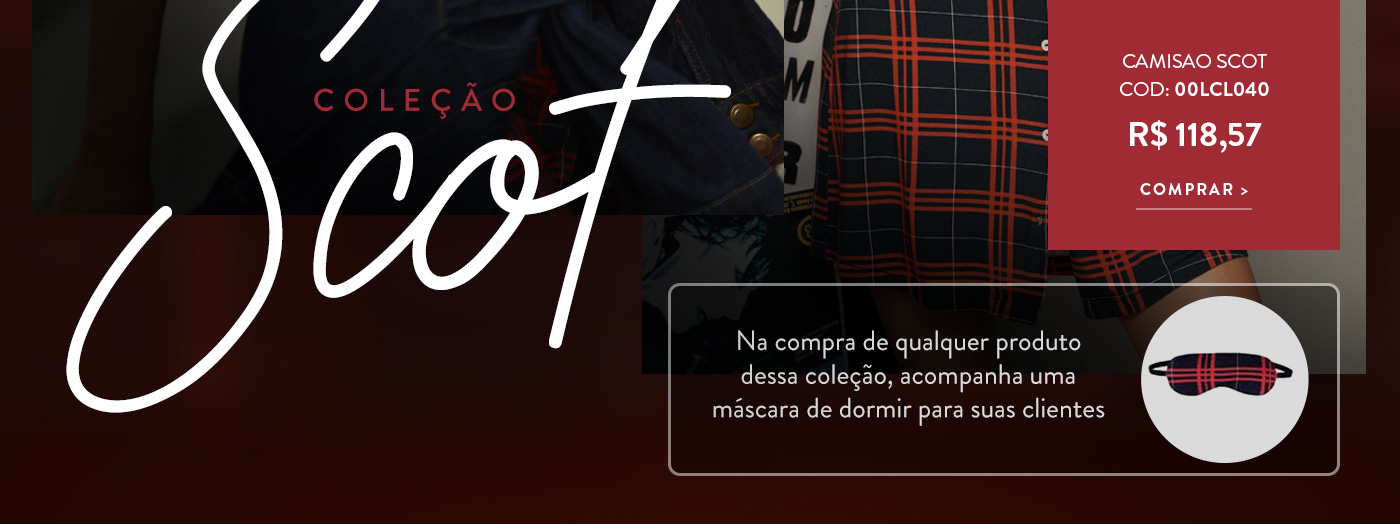 COLEÇÃO
Scot
O
M
R
CAMISAO SCOT
COD: 00LCL040
R$ 118,57
COMPRAR >
Na compra de qualquer produto
dessa coleção, acompanha uma
máscara de dormir para suas clientes